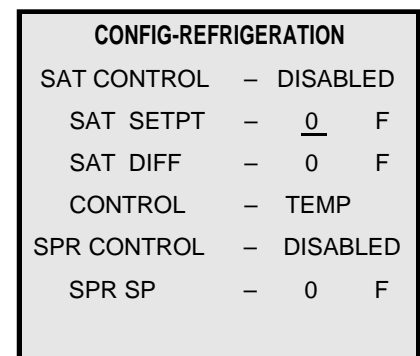 CONFIG-REFRIGERATION
SAT CONTROL – DISABLED
SAT SETPT – 0 F
SAT DIFF – 0 F
CONTROL – TEMP
SPR CONTROL – DISABLED
SPR SP – 0 F